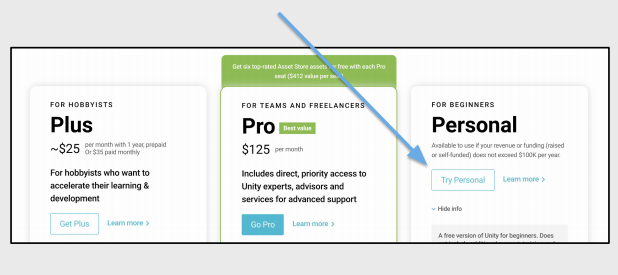 Get six top-rated Asset Store assets for free with each Pro
seat ($412 value per seat)
FOR HOBBYISTS
Plus
~$25 per month with 1 year, prepaid
Or $35 paid monthly
For hobbyists who want to
accelerate their learning &
development
Get Plus Learn more >
FOR TEAMS AND FREELANCERS
Pro Best value
$125 per month
Includes direct, priority access to
Unity experts, advisors and
services for advanced support
Go Pro Learn more >
FOR BEGINNERS
Personal
Available to use if your revenue or funding (raised
or self-funded) does not exceed $100K per year.
Try Personal Learn more >
Hide info
A free version of Unity for beginners. Does